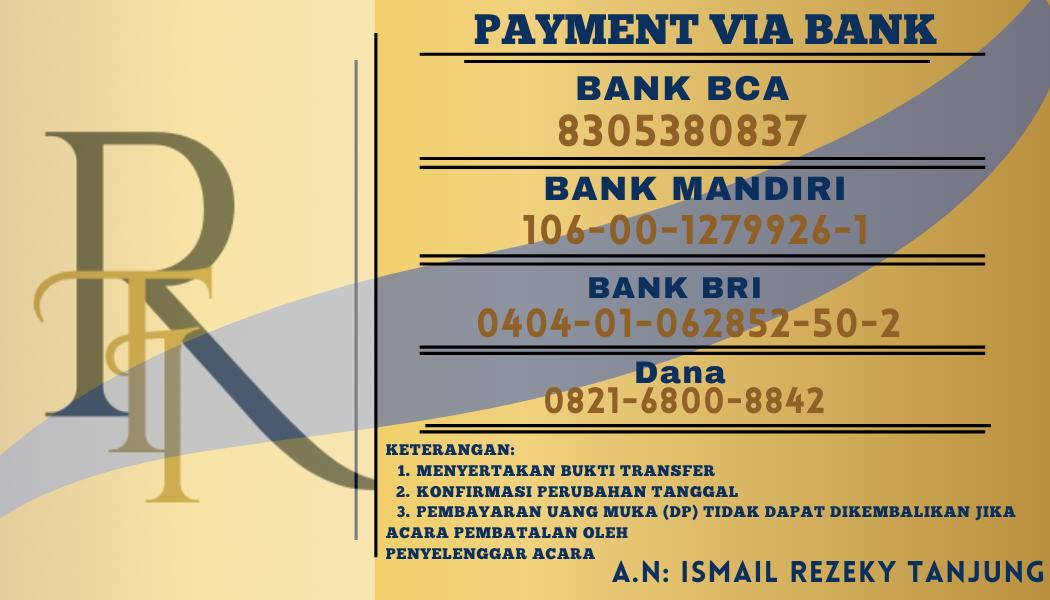 PAYMENT VIA BANK
BANK BCA
8305380837
BANK MANDIRI
106-00-1279926-1
BANK BRI
0404-01-062852-50-2
Dana
0821-6800-8842
KETERANGAN:
1. MENYERTAKAN BUKTI TRANSFER
2. KONFIRMASI PERUBAHAN TANGGAL
3. PEMBAYARAN UANG MUKA (DP) TIDAK DAPAT DIKEMBALIKAN JIKA
ACARA PEMBATALAN OLEH
PENYELENGGAR ACARA
A.N: ISMAIL REZEKY TANJUNG